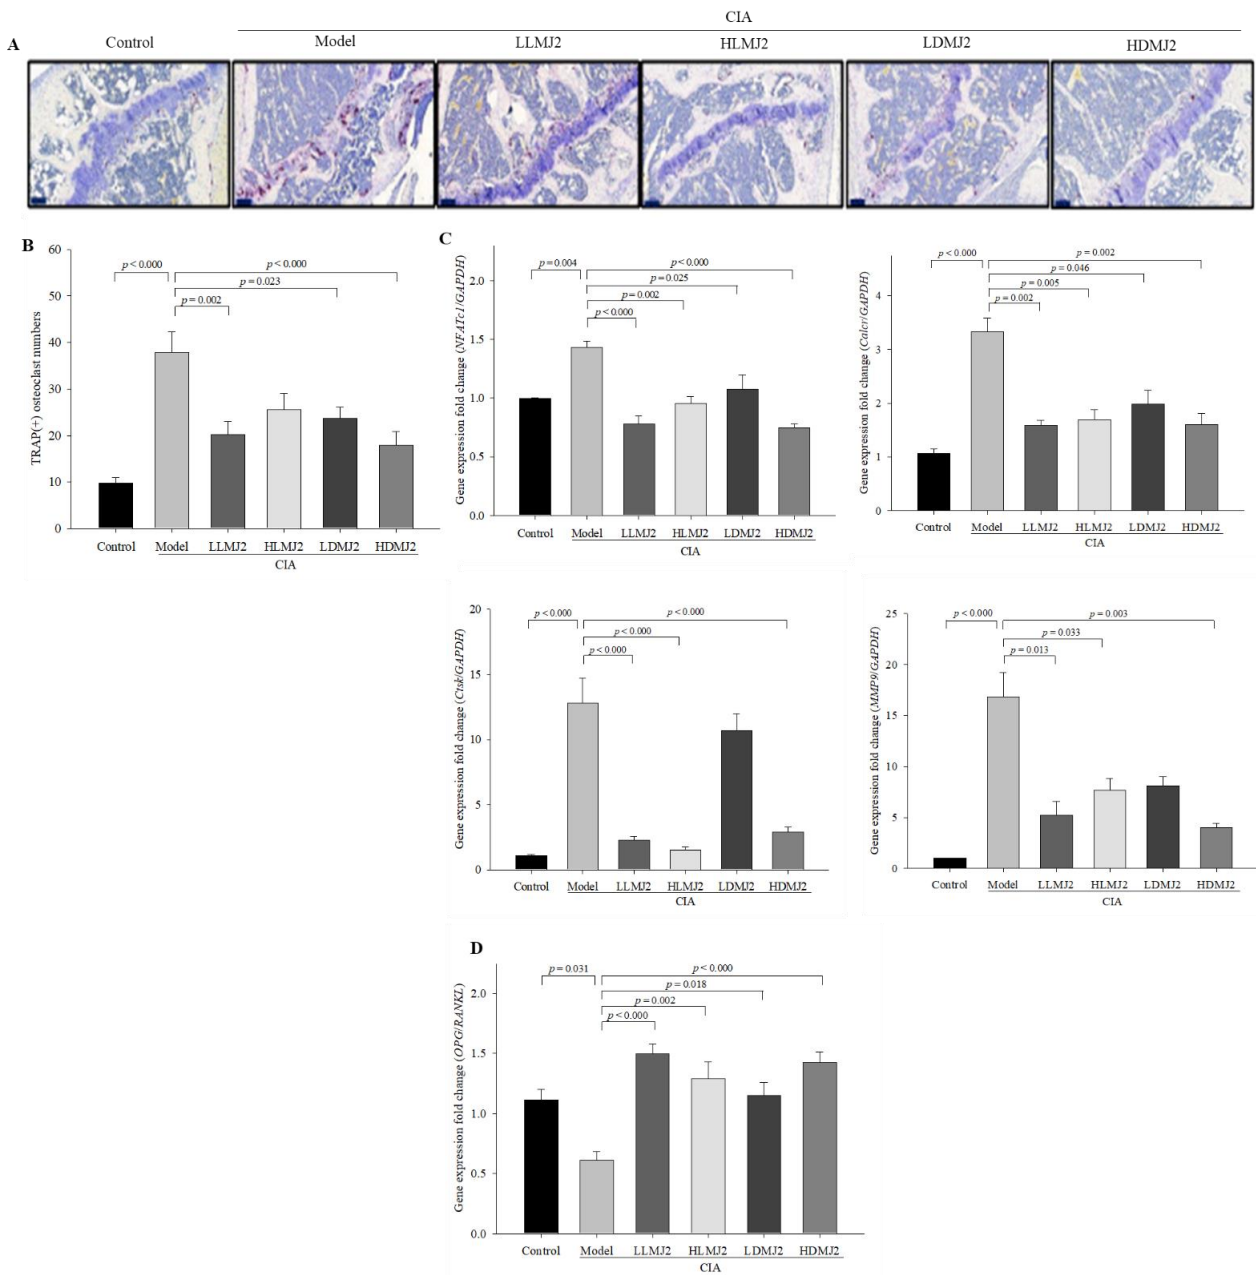 CIA
A Control Model LLMJ2 HLMJ2 LDMJ2 HDMJ2
B
TRAP(+) osteoclast numbers
60
50
40
30
20
10
0
p < 0.000
p < 0.000
p = 0.023
p = 0.002
Control Model LLMJ2 HLMJ2 LDMJ2 HDMJ2
CIA
C
Gene expression fold change (NFATc1/GAPDH)
2.0
1.5
1.0
0.5
0.0
p = 0.004
p < 0.000
p = 0.025
p = 0.002
p < 0.000
Control Model LLMJ2 HLMJ2 LDMJ2 HDMJ2
CIA
Gene expression fold change (Calcr/GAPDH)
4
3
2
1
0
p < 0.000
p = 0.002
p = 0.046
p = 0.005
p = 0.002
Control Model LLMJ2 HLMJ2 LDMJ2 HDMJ2
CIA
Gene expression fold change (Ctsk/GAPDH)
20
15
10
5
0
p < 0.000
p < 0.000
p < 0.000
p < 0.000
Control Model LLMJ2 HLMJ2 LDMJ2 HDMJ2
CIA
Gene expression fold change (MMP9/GAPDH)
25
20
15
10
5
0
p < 0.000
p = 0.003
p = 0.033
p = 0.013
Control Model LLMJ2 HLMJ2 LDMJ2 HDMJ2
CIA
D
Gene expression fold change (OPG/RANKL)
2.0
1.5
1.0
0.5
0.0
p = 0.031
p < 0.000
p = 0.018
p = 0.002
p < 0.000
Control Model LLMJ2 HLMJ2 LDMJ2 HDMJ2
CIA